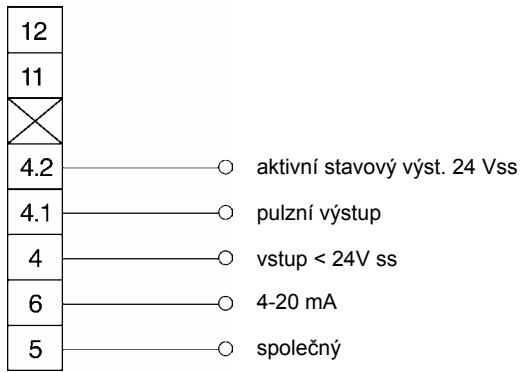 12
11
4.2 aktivní stavový výst. 24 Vss
4.1 pulzní výstup
4 vstup < 24V ss
6 4-20 mA
5 společný